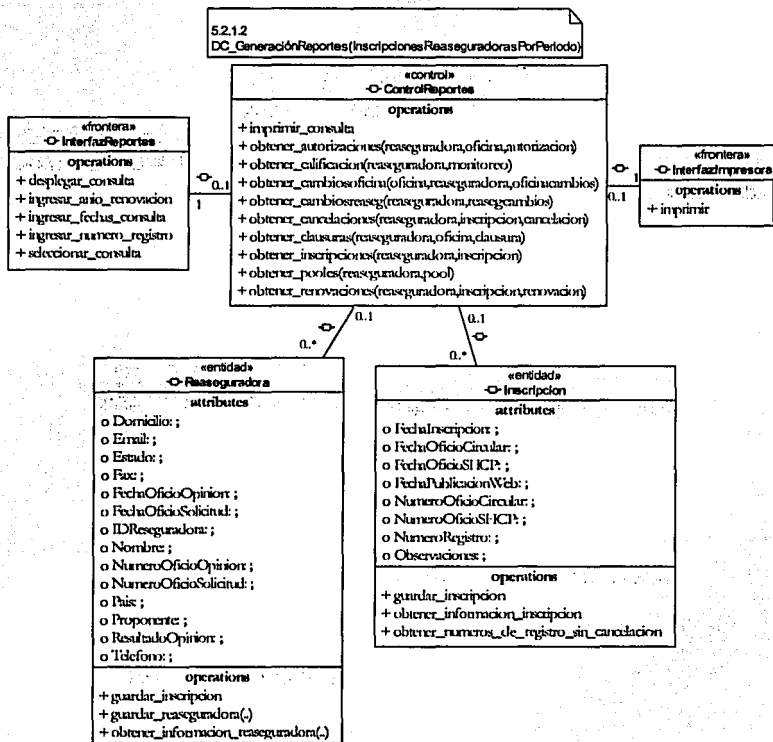 5.2.1.2
DC_GeneraciónReportes(InscripcionesReaseguradorasPorPeriodo)
«control»
ControlReportes
operations
+ imprimir_consulta
+ obtener_autorizaciones(reaseguradora,oficina,autorizacion)
+ obtener_calificacion(reaseguradora,monitoreo)
+ obtener_cambiosoficina(oficina,reaseguradora,oficinacambios)
+ obtener_cambiosreaseg(reaseguradora,reasegcambios)
+ obtener_cancelaciones(reaseguradora,inscripcion,cancelacion)
+ obtener_clausuras(reaseguradora,oficina,clausura)
+ obtener_inscripciones(reaseguradora,inscripcion)
+ obtener_pooles(reaseguradora,pool)
+ obtener_renovaciones(reaseguradora,inscripcion,renovacion)
«frontera»
InterfazReportes
operations
+ desplegar_consulta
+ ingresar_anio_renovacion
+ ingresar_fechas_consulta
+ ingresar_numero_registro
+ seleccionar_consulta
0..1
1
«frontera»
InterfazImpresora
operations
+ imprimir
1
0..1
0..1
0..*
0..1
0..*
«entidad»
Reaseguradora
attributes
o Domicilio: ;
o Email: ;
o Estado: ;
o Fax: ;
o FechaOficioOpinion: ;
o FechaOficioSolicitud: ;
o IDReseguradora: ;
o Nombre: ;
o NumeroOficioOpinion: ;
o NumeroOficioSolicitud: ;
o Pais: ;
o Proponente: ;
o ResultadoOpinion: ;
o Telefono: ;
operations
+ guardar_inscripcion
+ guardar_reaseguradora(..)
+ obtener_informacion_reaseguradora(..)
«entidad»
Inscripcion
attributes
o FechaInscripcion: ;
o FechaOficioCircular: ;
o FechaOficioSHCP: ;
o FechaPublicacionWeb: ;
o NumeroOficioCircular: ;
o NumeroOficioSHCP: ;
o NumeroRegistro: ;
o Observaciones: ;
operations
+ guardar_inscripcion
+ obtener_informacion_inscripcion
+ obtener_numeros_de_registro_sin_cancelacion